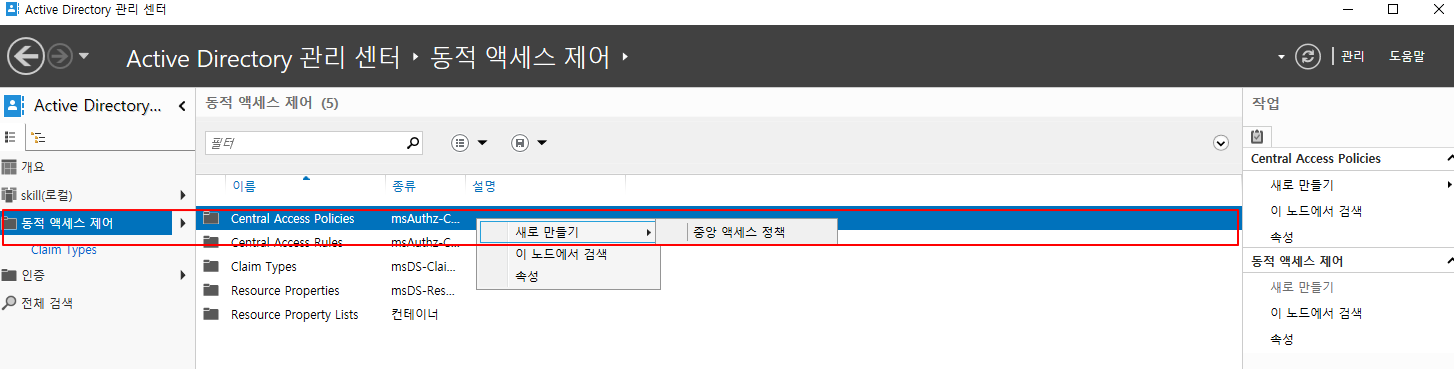 Active Directory 관리 센터
Active Directory 관리 센터 ‣ 동적 액세스 제어 ‣
관리
도움말
Active Directory...
개요
skill(로컬)
동적 액세스 제어
Claim Types
인증
전체 검색
동적 액세스 제어 (5)
필터
이름 종류 설명
Central Access Policies msAuthz-C...
Central Access Rules msAuthz-C...
Claim Types msDS-Clai...
Resource Properties msDS-Res...
Resource Property Lists 컨테이너
새로 만들기
이 노드에서 검색
속성
중앙 액세스 정책
작업
Central Access Policies
새로 만들기
이 노드에서 검색
속성
동적 액세스 제어
새로 만들기
이 노드에서 검색
속성